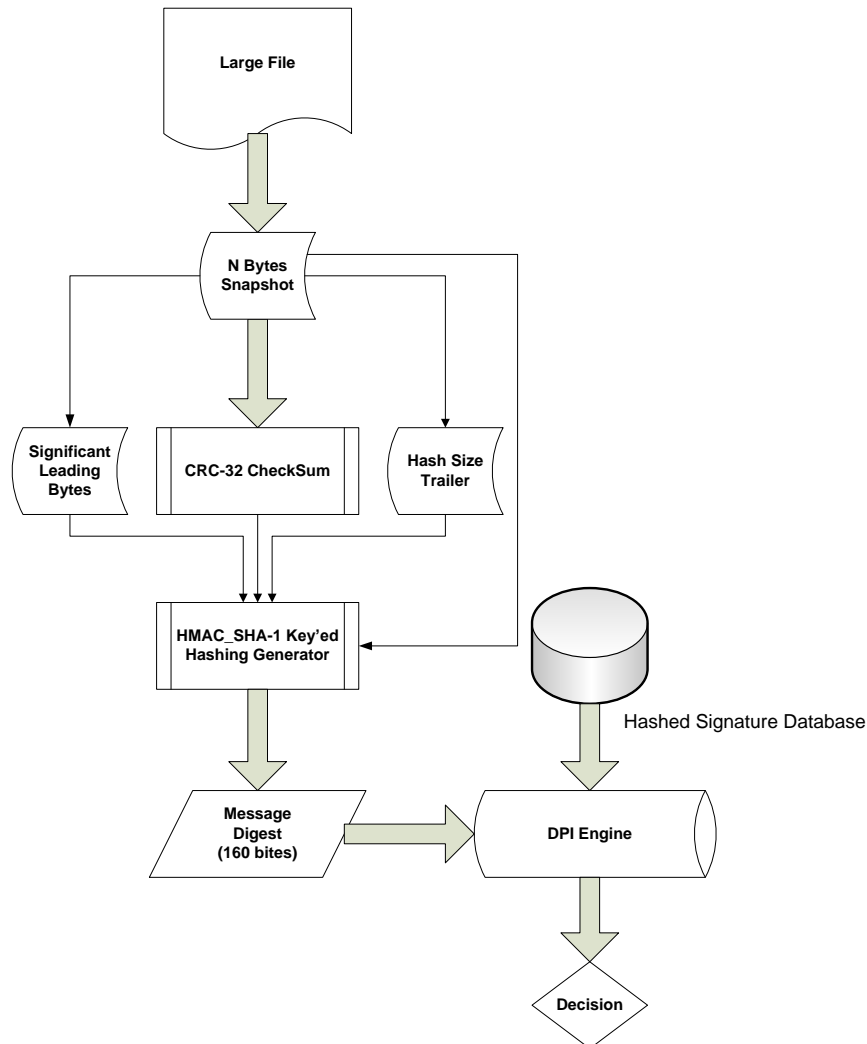 Large File
N Bytes
Snapshot
Significant
Leading
Bytes
CRC-32 CheckSum
Hash Size
Trailer
HMAC_SHA-1 Key'ed
Hashing Generator
Hashed Signature Database
Message
Digest
(160 bites)
DPI Engine
Decision